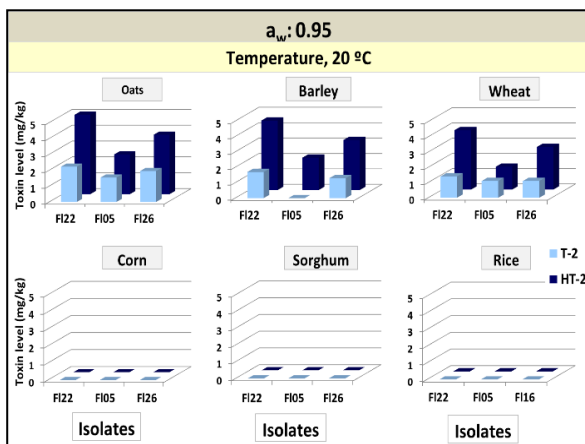 a_w: 0.95
Temperature, 20 ºC
Oats
Barley
Wheat
Toxin level (mg/kg)
5
4
3
2
1
0
5
4
3
2
1
0
5
4
3
2
1
0
FI22 FI05 FI26
FI22 FI05 FI26
FI22 FI05 FI26
T-2
HT-2
Corn
Sorghum
Rice
Toxin level (mg/kg)
5
4
3
2
1
0
5
4
3
2
1
0
5
4
3
2
1
0
FI22 FI05 FI26
FI22 FI05 FI26
FI22 FI05 FI16
Isolates
Isolates
Isolates